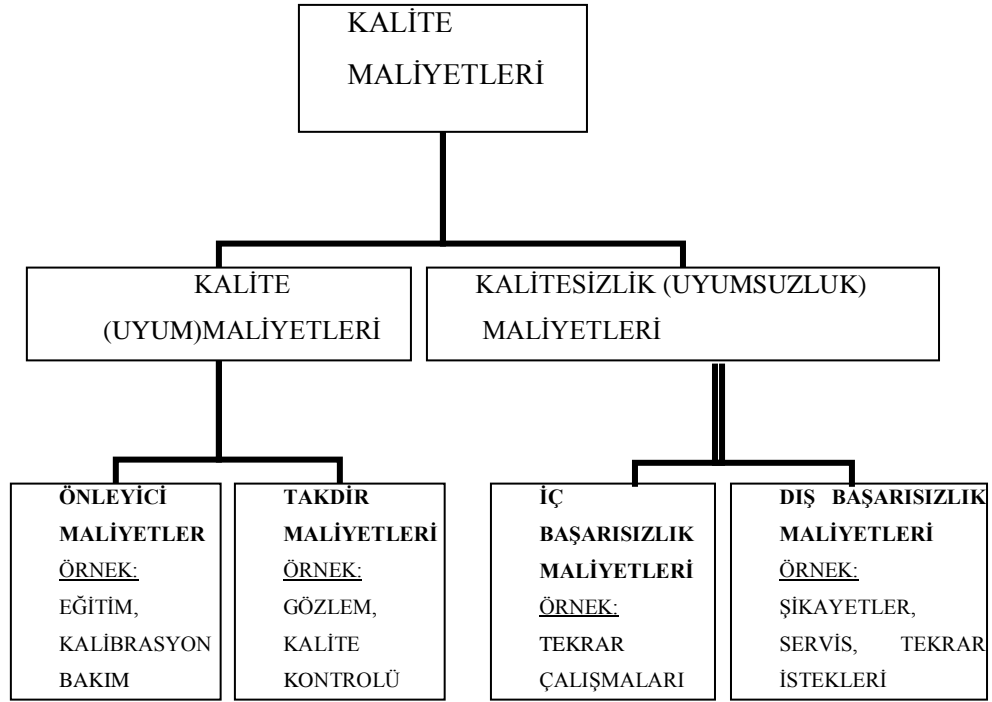 KALİTE
MALİYETLERİ
KALİTE
(UYUM)MALİYETLERİ
KALİTESİZLİK (UYUMSUZLUK)
MALİYETLERİ
ÖNLEYİCİ
MALİYETLER
ÖRNEK:
EĞİTİM,
KALİBRASYON
BAKIM
TAKDİR
MALİYETLERİ
ÖRNEK:
GÖZLEM,
KALİTE
KONTROLÜ
İÇ
BAŞARISIZLIK
MALİYETLERİ
ÖRNEK:
TEKRAR
ÇALIŞMALARI
DIŞ BAŞARISIZLIK
MALİYETLERİ
ÖRNEK:
ŞİKAYETLER,
SERVİS, TEKRAR
İSTEKLERİ